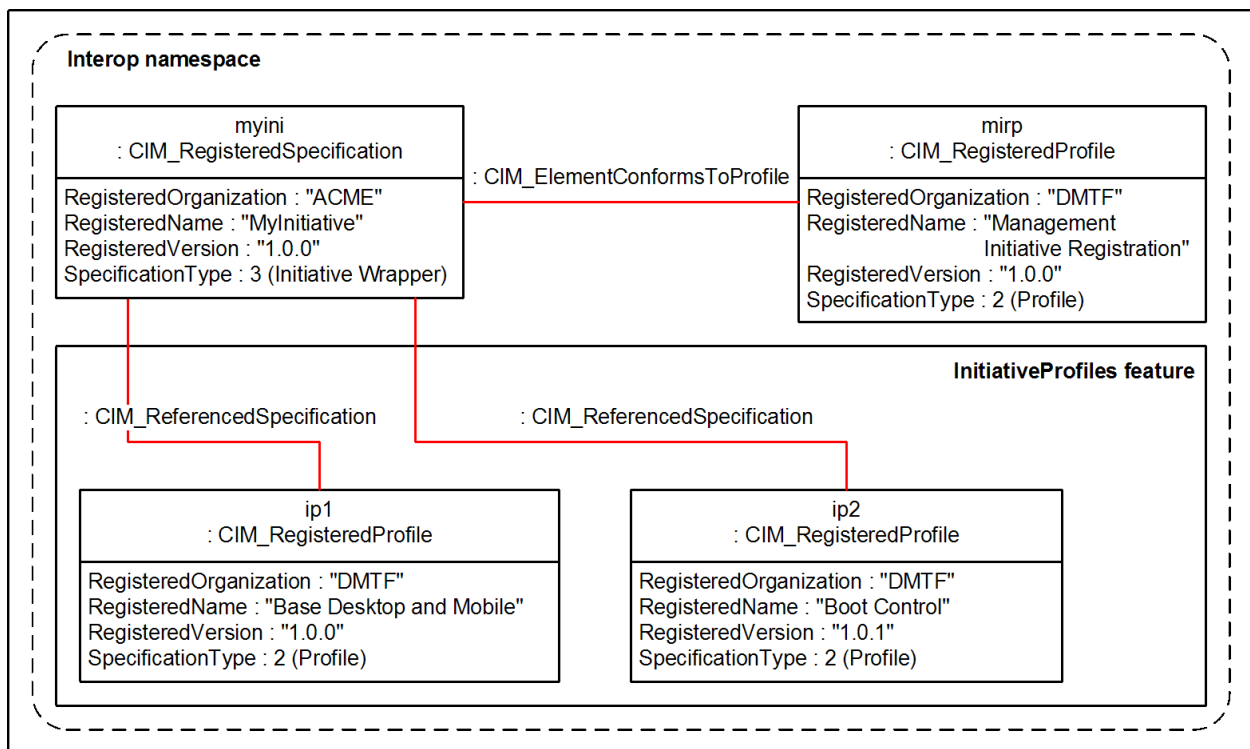 Interop namespace
myini
: CIM_RegisteredSpecification
RegisteredOrganization : "ACME"
RegisteredName : "MyInitiative"
RegisteredVersion : "1.0.0"
SpecificationType : 3 (Initiative Wrapper)
: CIM_ElementConformsToProfile
mirp
: CIM_RegisteredProfile
RegisteredOrganization : "DMTF"
RegisteredName : "Management
Initiative Registration"
RegisteredVersion : "1.0.0"
SpecificationType : 2 (Profile)
InitiativeProfiles feature
: CIM_ReferencedSpecification
: CIM_ReferencedSpecification
ip1
: CIM_RegisteredProfile
RegisteredOrganization : "DMTF"
RegisteredName : "Base Desktop and Mobile"
RegisteredVersion : "1.0.0"
SpecificationType : 2 (Profile)
ip2
: CIM_RegisteredProfile
RegisteredOrganization : "DMTF"
RegisteredName : "Boot Control"
RegisteredVersion : "1.0.1"
SpecificationType : 2 (Profile)